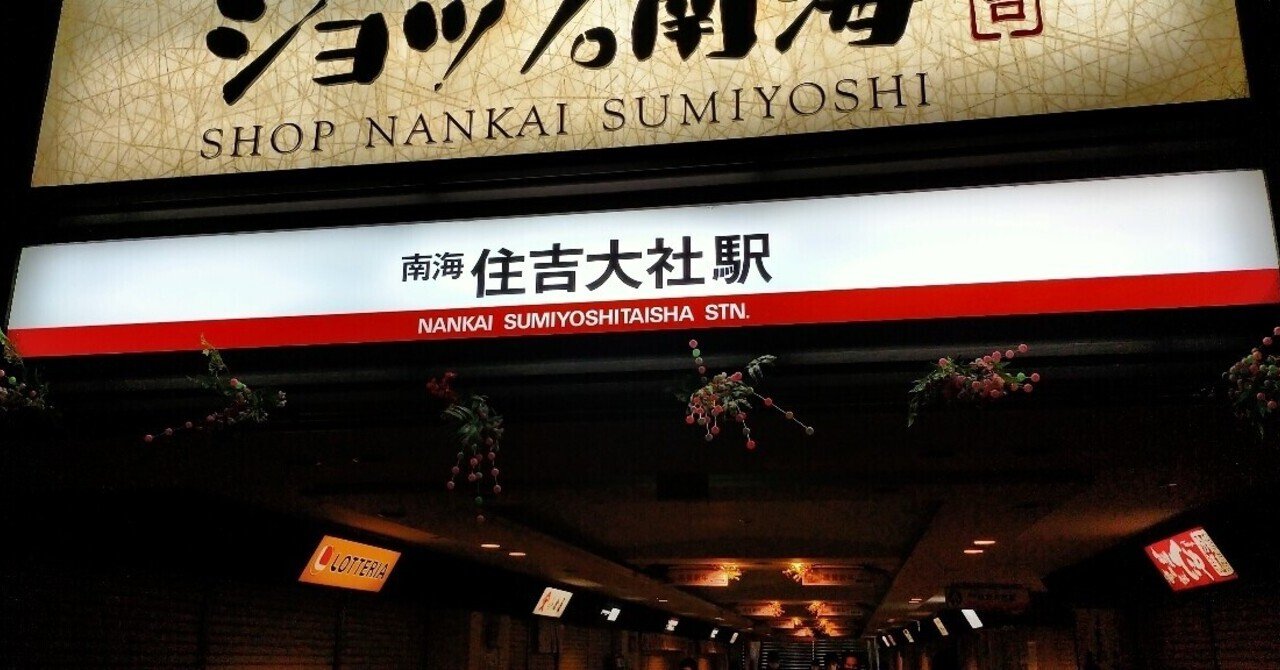 ショップ南海
SHOP NANKAI SUMIYOSHI
南海 住吉大社駅
NANKAI SUMIYOSHITAISHA STN.
LOTTERIA